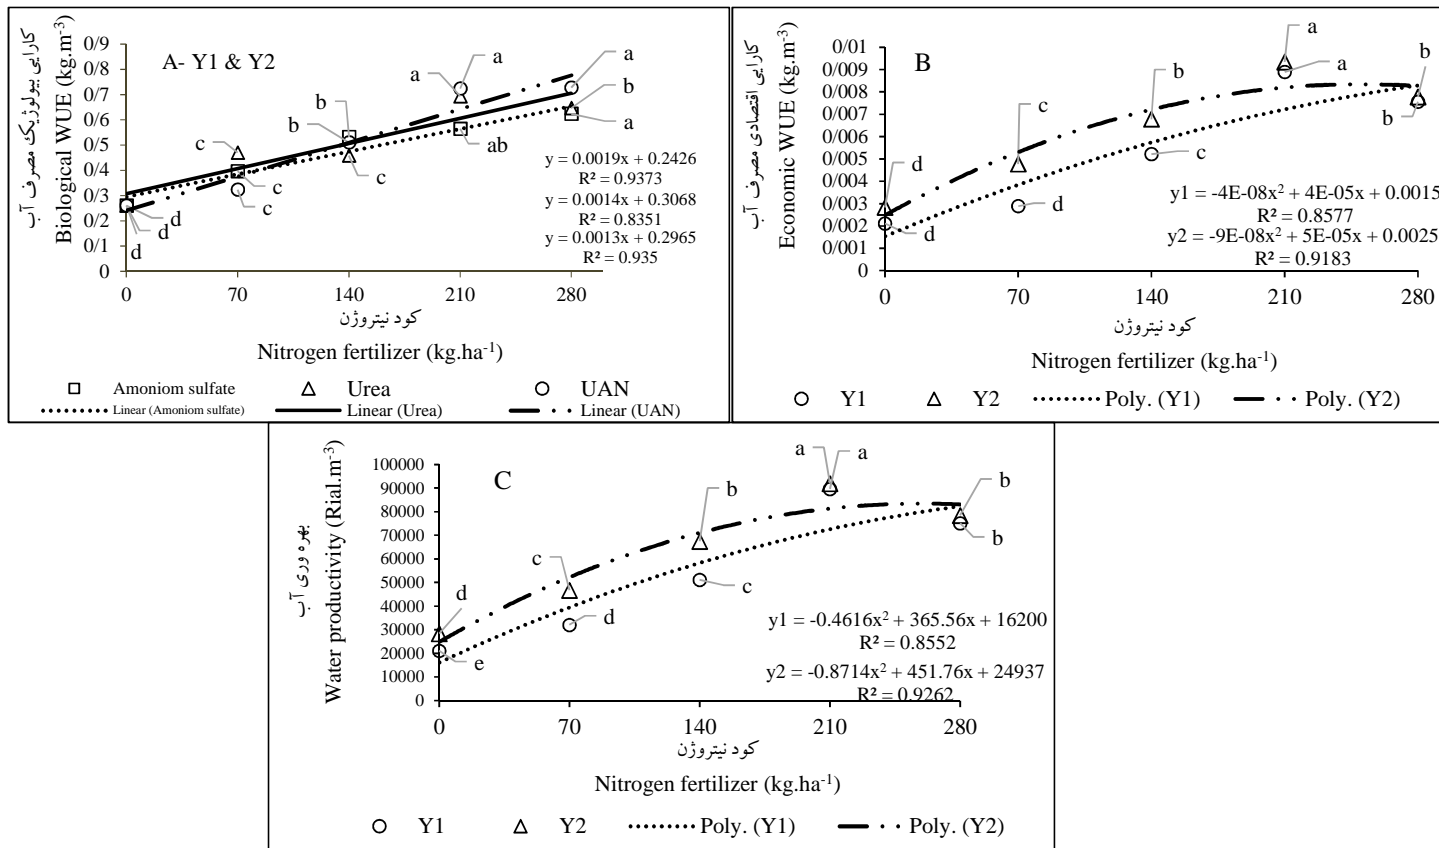 A- Y1 & Y2
کارایی بیولوژیک مصرف آب
Biological WUE (kg.m-3)
0/9
0/8
0/7
0/6
0/5
0/4
0/3
0/2
0/1
0
d
d
d
c
c
c
b
b
c
a
a
ab
a
b
a
y = 0.0019x + 0.2426
R² = 0.9373
y = 0.0014x + 0.3068
R² = 0.8351
y = 0.0013x + 0.2965
R² = 0.935
0 70 140 210 280
کود نیتروژن
Nitrogen fertilizer (kg.ha-1)
Amoniom sulfate Urea UAN
Linear (Amoniom sulfate) Linear (Urea) Linear (UAN)
B
کارایی اقتصادی مصرف آب
Economic WUE (kg.m-3)
0/01
0/009
0/008
0/007
0/006
0/005
0/004
0/003
0/002
0/001
0
d
d
c
d
b
c
a
a
b
b
y1 = -4E-08x² + 4E-05x + 0.0015
R² = 0.8577
y2 = -9E-08x² + 5E-05x + 0.0025
R² = 0.9183
0 70 140 210 280
کود نیتروژن
Nitrogen fertilizer (kg.ha-1)
Y1 Y2 Poly. (Y1) Poly. (Y2)
C
بهره وری آب
Water productivity (Rial.m-3)
100000
90000
80000
70000
60000
50000
40000
30000
20000
10000
0
d
e
c
d
b
c
a a
b
b
y1 = -0.4616x² + 365.56x + 16200
R² = 0.8552
y2 = -0.8714x² + 451.76x + 24937
R² = 0.9262
0 70 140 210 280
کود نیتروژن
Nitrogen fertilizer (kg.ha-1)
Y1 Y2 Poly. (Y1) Poly. (Y2)